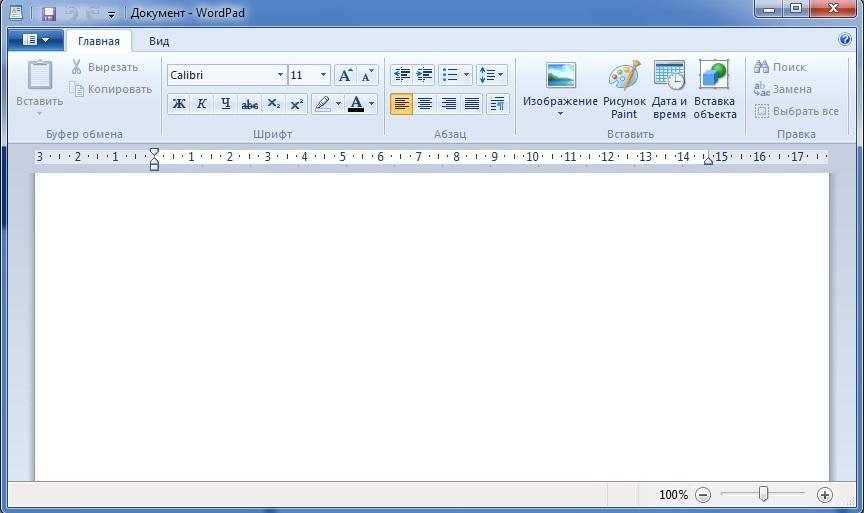 Документ - WordPad
Главная Вид
Вставить
Вырезать
Копировать
Буфер обмена
Calibri 11
Ж К Ч abc X₂ X²
A
Шрифт
Абзац
Изображение
Рисунок
Paint
Дата и
время
Вставка
объекта
Вставить
Поиск
Замена
Выбрать все
Правка
3 2 1 1 2 3 4 5 6 7 8 9 10 11 12 13 14 15 16 17
100%